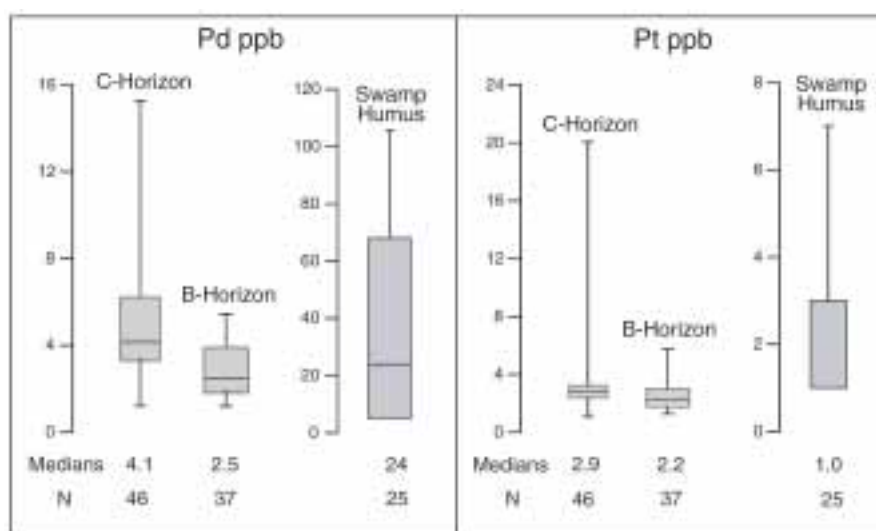 Pd ppb
16
C-Horizon
12
8
B-Horizon
4
0
120
Swamp
Humus
100
80
60
40
20
0
Medians 4.1 2.5 24
N 46 37 25
Pt ppb
24
C-Horizon
20
16
12
8
B-Horizon
4
0
8
Swamp
Humus
6
4
2
0
Medians 2.9 2.2 1.0
N 46 37 25